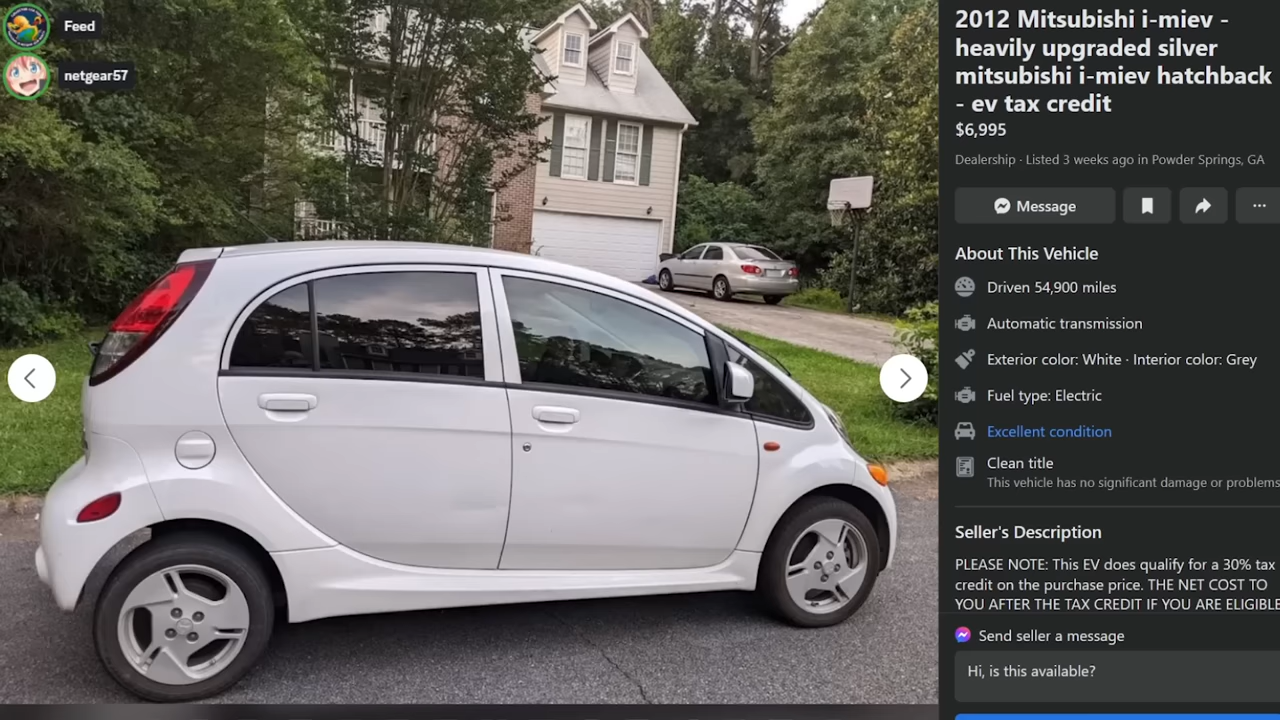 Feed
netgear57
2012 Mitsubishi i-miev -
heavily upgraded silver
mitsubishi i-miev hatchback
- ev tax credit
$6,995
Dealership · Listed 3 weeks ago in Powder Springs, GA
Message
About This Vehicle
Driven 54,900 miles
Automatic transmission
Exterior color: White · Interior color: Grey
Fuel type: Electric
Excellent condition
Clean title
This vehicle has no significant damage or problems
Seller's Description
PLEASE NOTE: This EV does qualify for a 30% tax
credit on the purchase price. THE NET COST TO
YOU AFTER THE TAX CREDIT IF YOU ARE ELIGIBLE
Send seller a message
Hi, is this available?